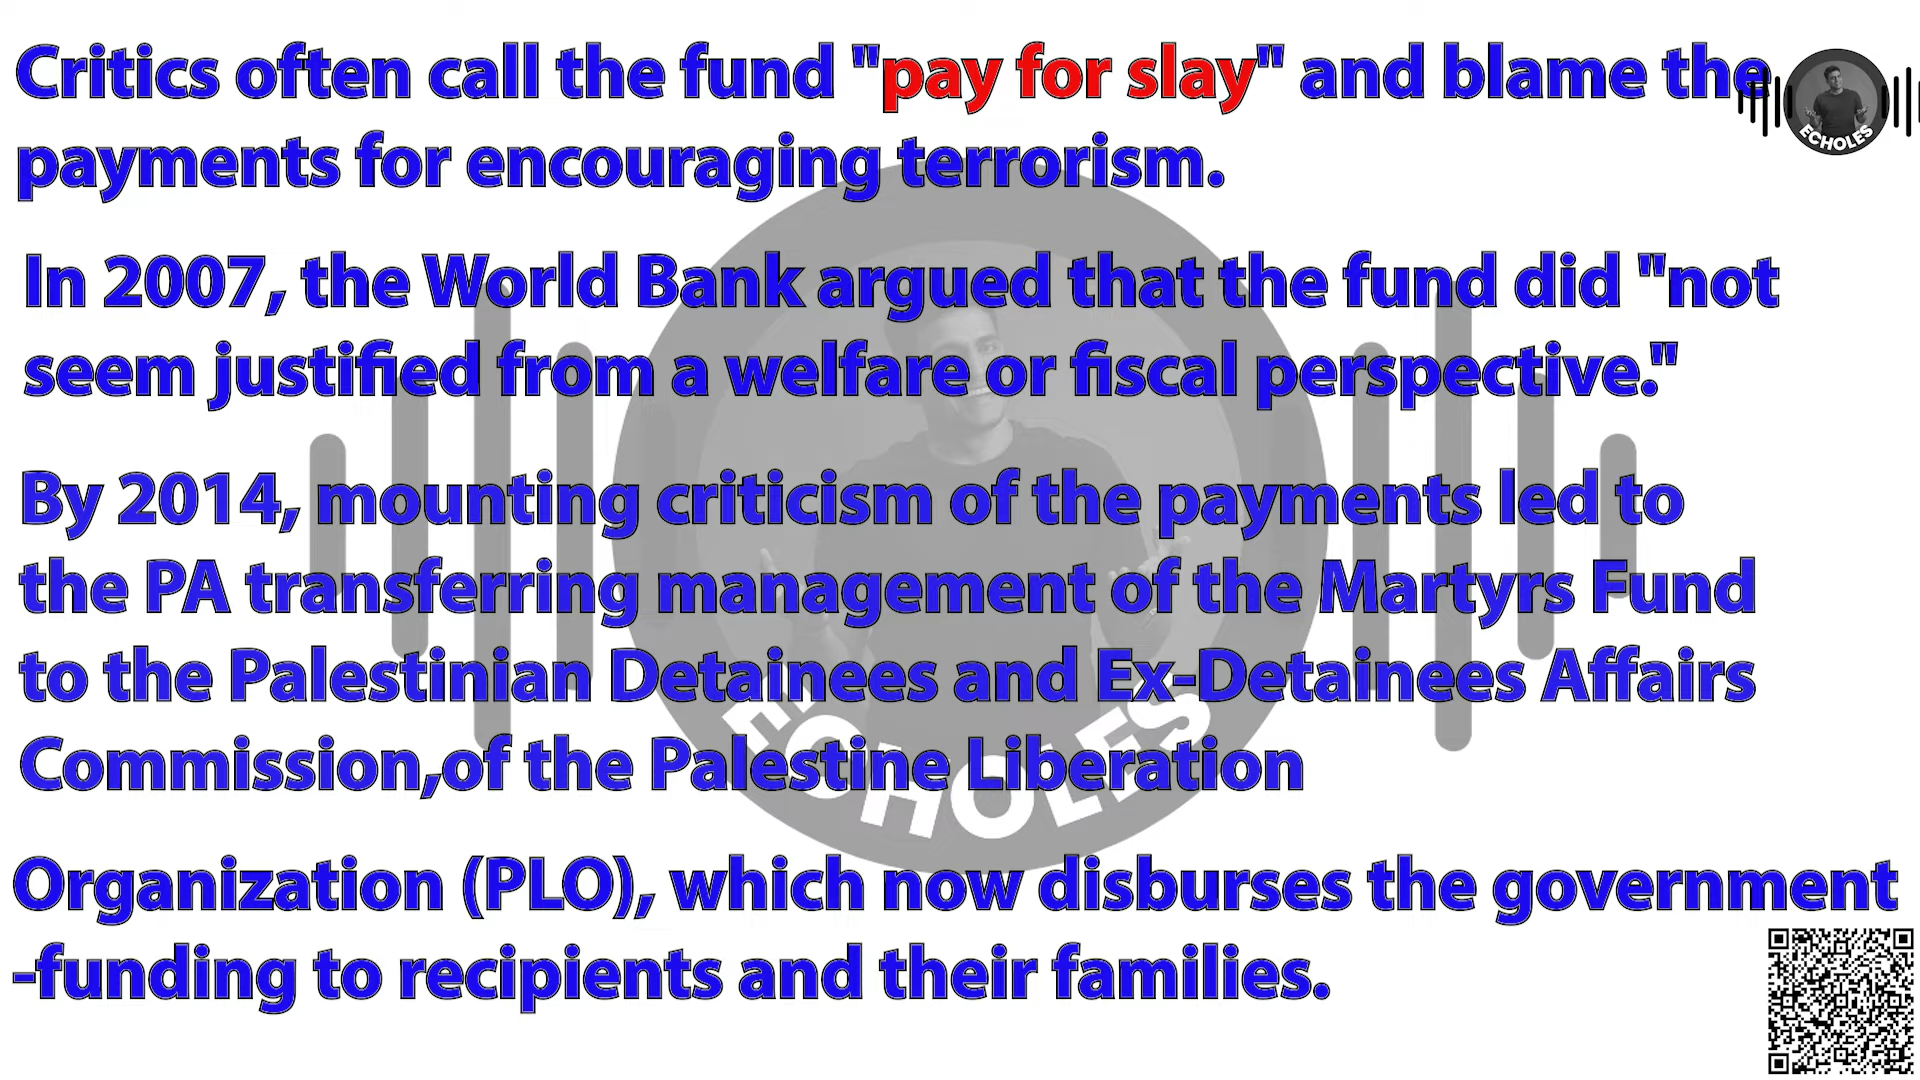 Critics often call the fund "pay for slay" and blame the
payments for encouraging terrorism.
In 2007, the World Bank argued that the fund did "not
seem justified from a welfare or fiscal perspective."
By 2014, mounting criticism of the payments led to
the PA transferring management of the Martyrs Fund
to the Palestinian Detainees and Ex-Detainees Affairs
Commission,of the Palestine Liberation
Organization (PLO), which now disburses the government
-funding to recipients and their families.
ECHOLES
ECHOLES